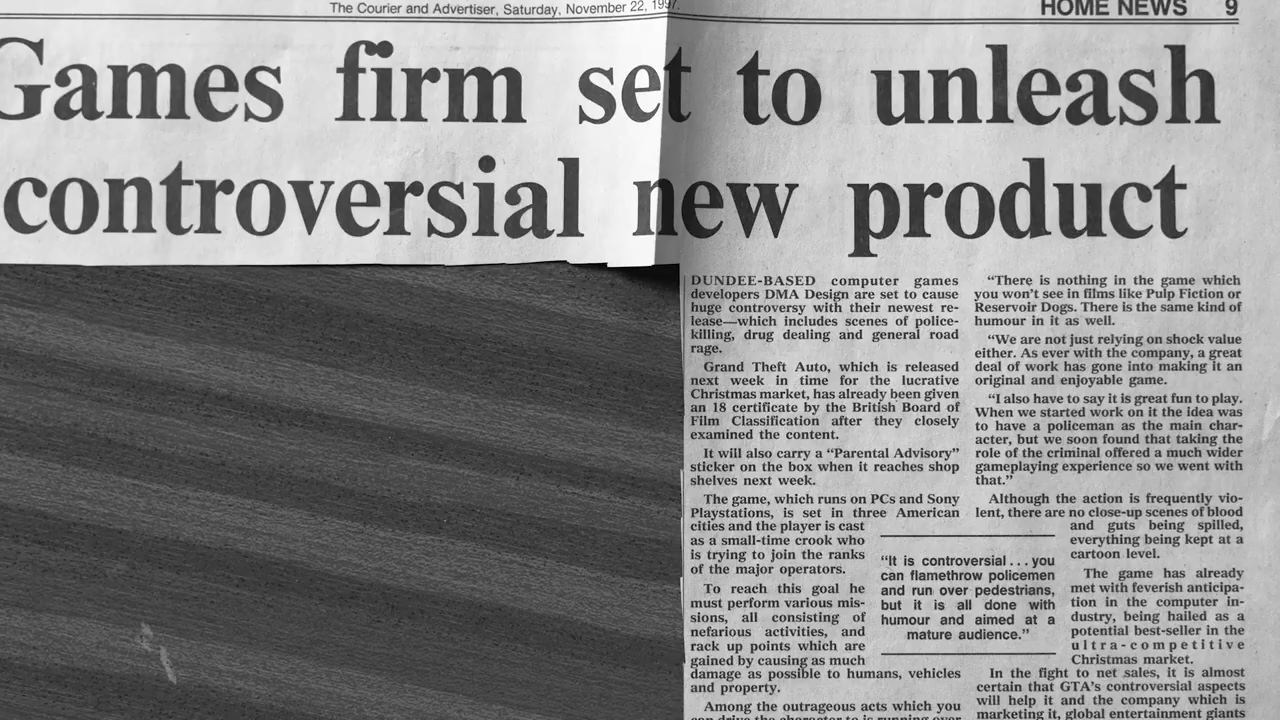 The Courier and Advertiser, Saturday, November 22, 1997.
HOME NEWS 9
Games firm set to unleash
controversial new product
DUNDEE-BASED computer games
developers DMA Design are set to cause
huge controversy with their newest re-
lease—which includes scenes of police-
killing, drug dealing and general road
rage.
Grand Theft Auto, which is released
next week in time for the lucrative
Christmas market, has already been given
an 18 certificate by the British Board of
Film Classification after they closely
examined the content.
It will also carry a “Parental Advisory”
sticker on the box when it reaches shop
shelves next week.
The game, which runs on PCs and Sony
Playstations, is set in three American
cities and the player is cast
as a small-time crook who
is trying to join the ranks
of the major operators.
To reach this goal he
must perform various mis-
sions, all consisting of
nefarious activities, and
rack up points which are
gained by causing as much
damage as possible to humans, vehicles
and property.
Among the outrageous acts which you
can drive the character to is running over
“It is controversial . . . you
can flamethrow policemen
and run over pedestrians,
but it is all done with
humour and aimed at a
mature audience.”
“There is nothing in the game which
you won’t see in films like Pulp Fiction or
Reservoir Dogs. There is the same kind of
humour in it as well.
“We are not just relying on shock value
either. As ever with the company, a great
deal of work has gone into making it an
original and enjoyable game.
“I also have to say it is great fun to play.
When we started work on it the idea was
to have a policeman as the main char-
acter, but we soon found that taking the
role of the criminal offered a much wider
gameplaying experience so we went with
that.”
Although the action is frequently vio-
lent, there are no close-up scenes of blood
and guts being spilled,
everything being kept at a
cartoon level.
The game has already
met with feverish anticipa-
tion in the computer in-
dustry, being hailed as a
potential best-seller in the
ultra-competitive
Christmas market.
In the fight to net sales, it is almost
certain that GTA’s controversial aspects
will help it and the company which is
marketing it, global entertainment giants